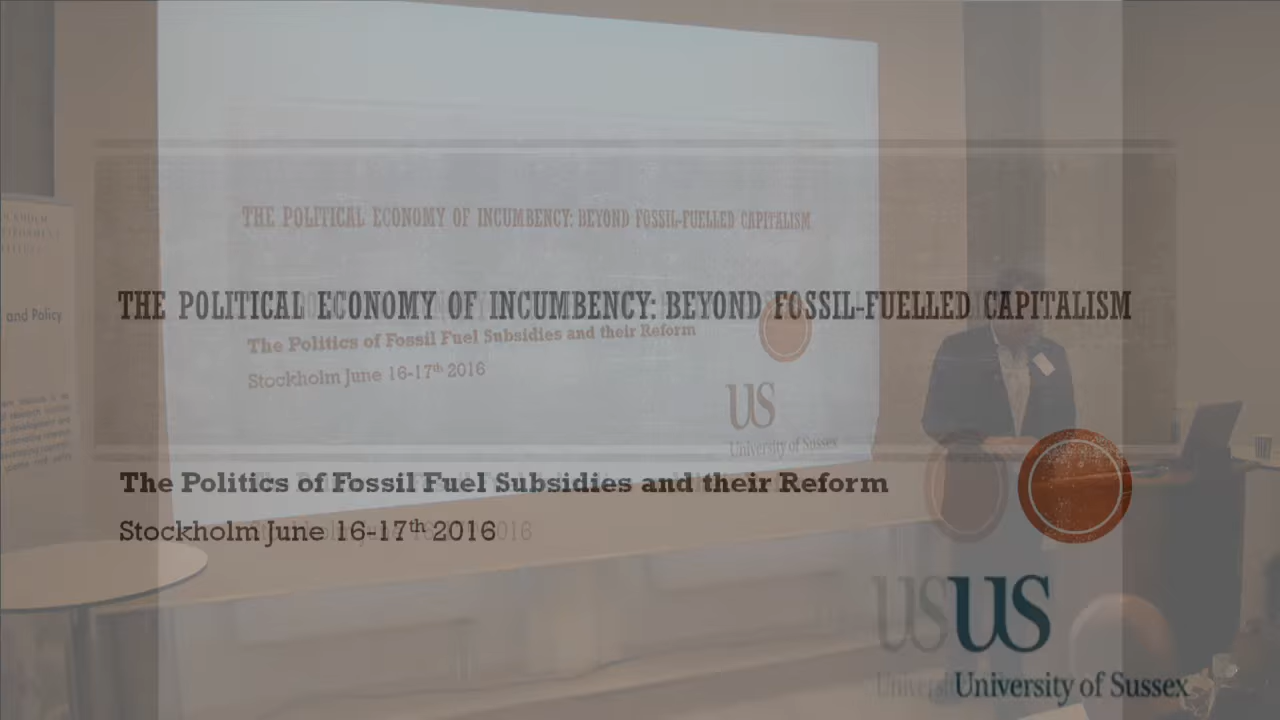 THE POLITICAL ECONOMY OF INCUMBENCY: BEYOND FOSSIL-FUELLED CAPITALISM
The Politics of Fossil Fuel Subsidies and their Reform
Stockholm June 16-17th 2016
US
University of Sussex
THE POLITICAL ECONOMY OF INCUMBENCY: BEYOND FOSSIL-FUELLED CAPITALISM
The Politics of Fossil Fuel Subsidies and their Reform
Stockholm June 16-17th 2016
US
University of Sussex
US
and Policy